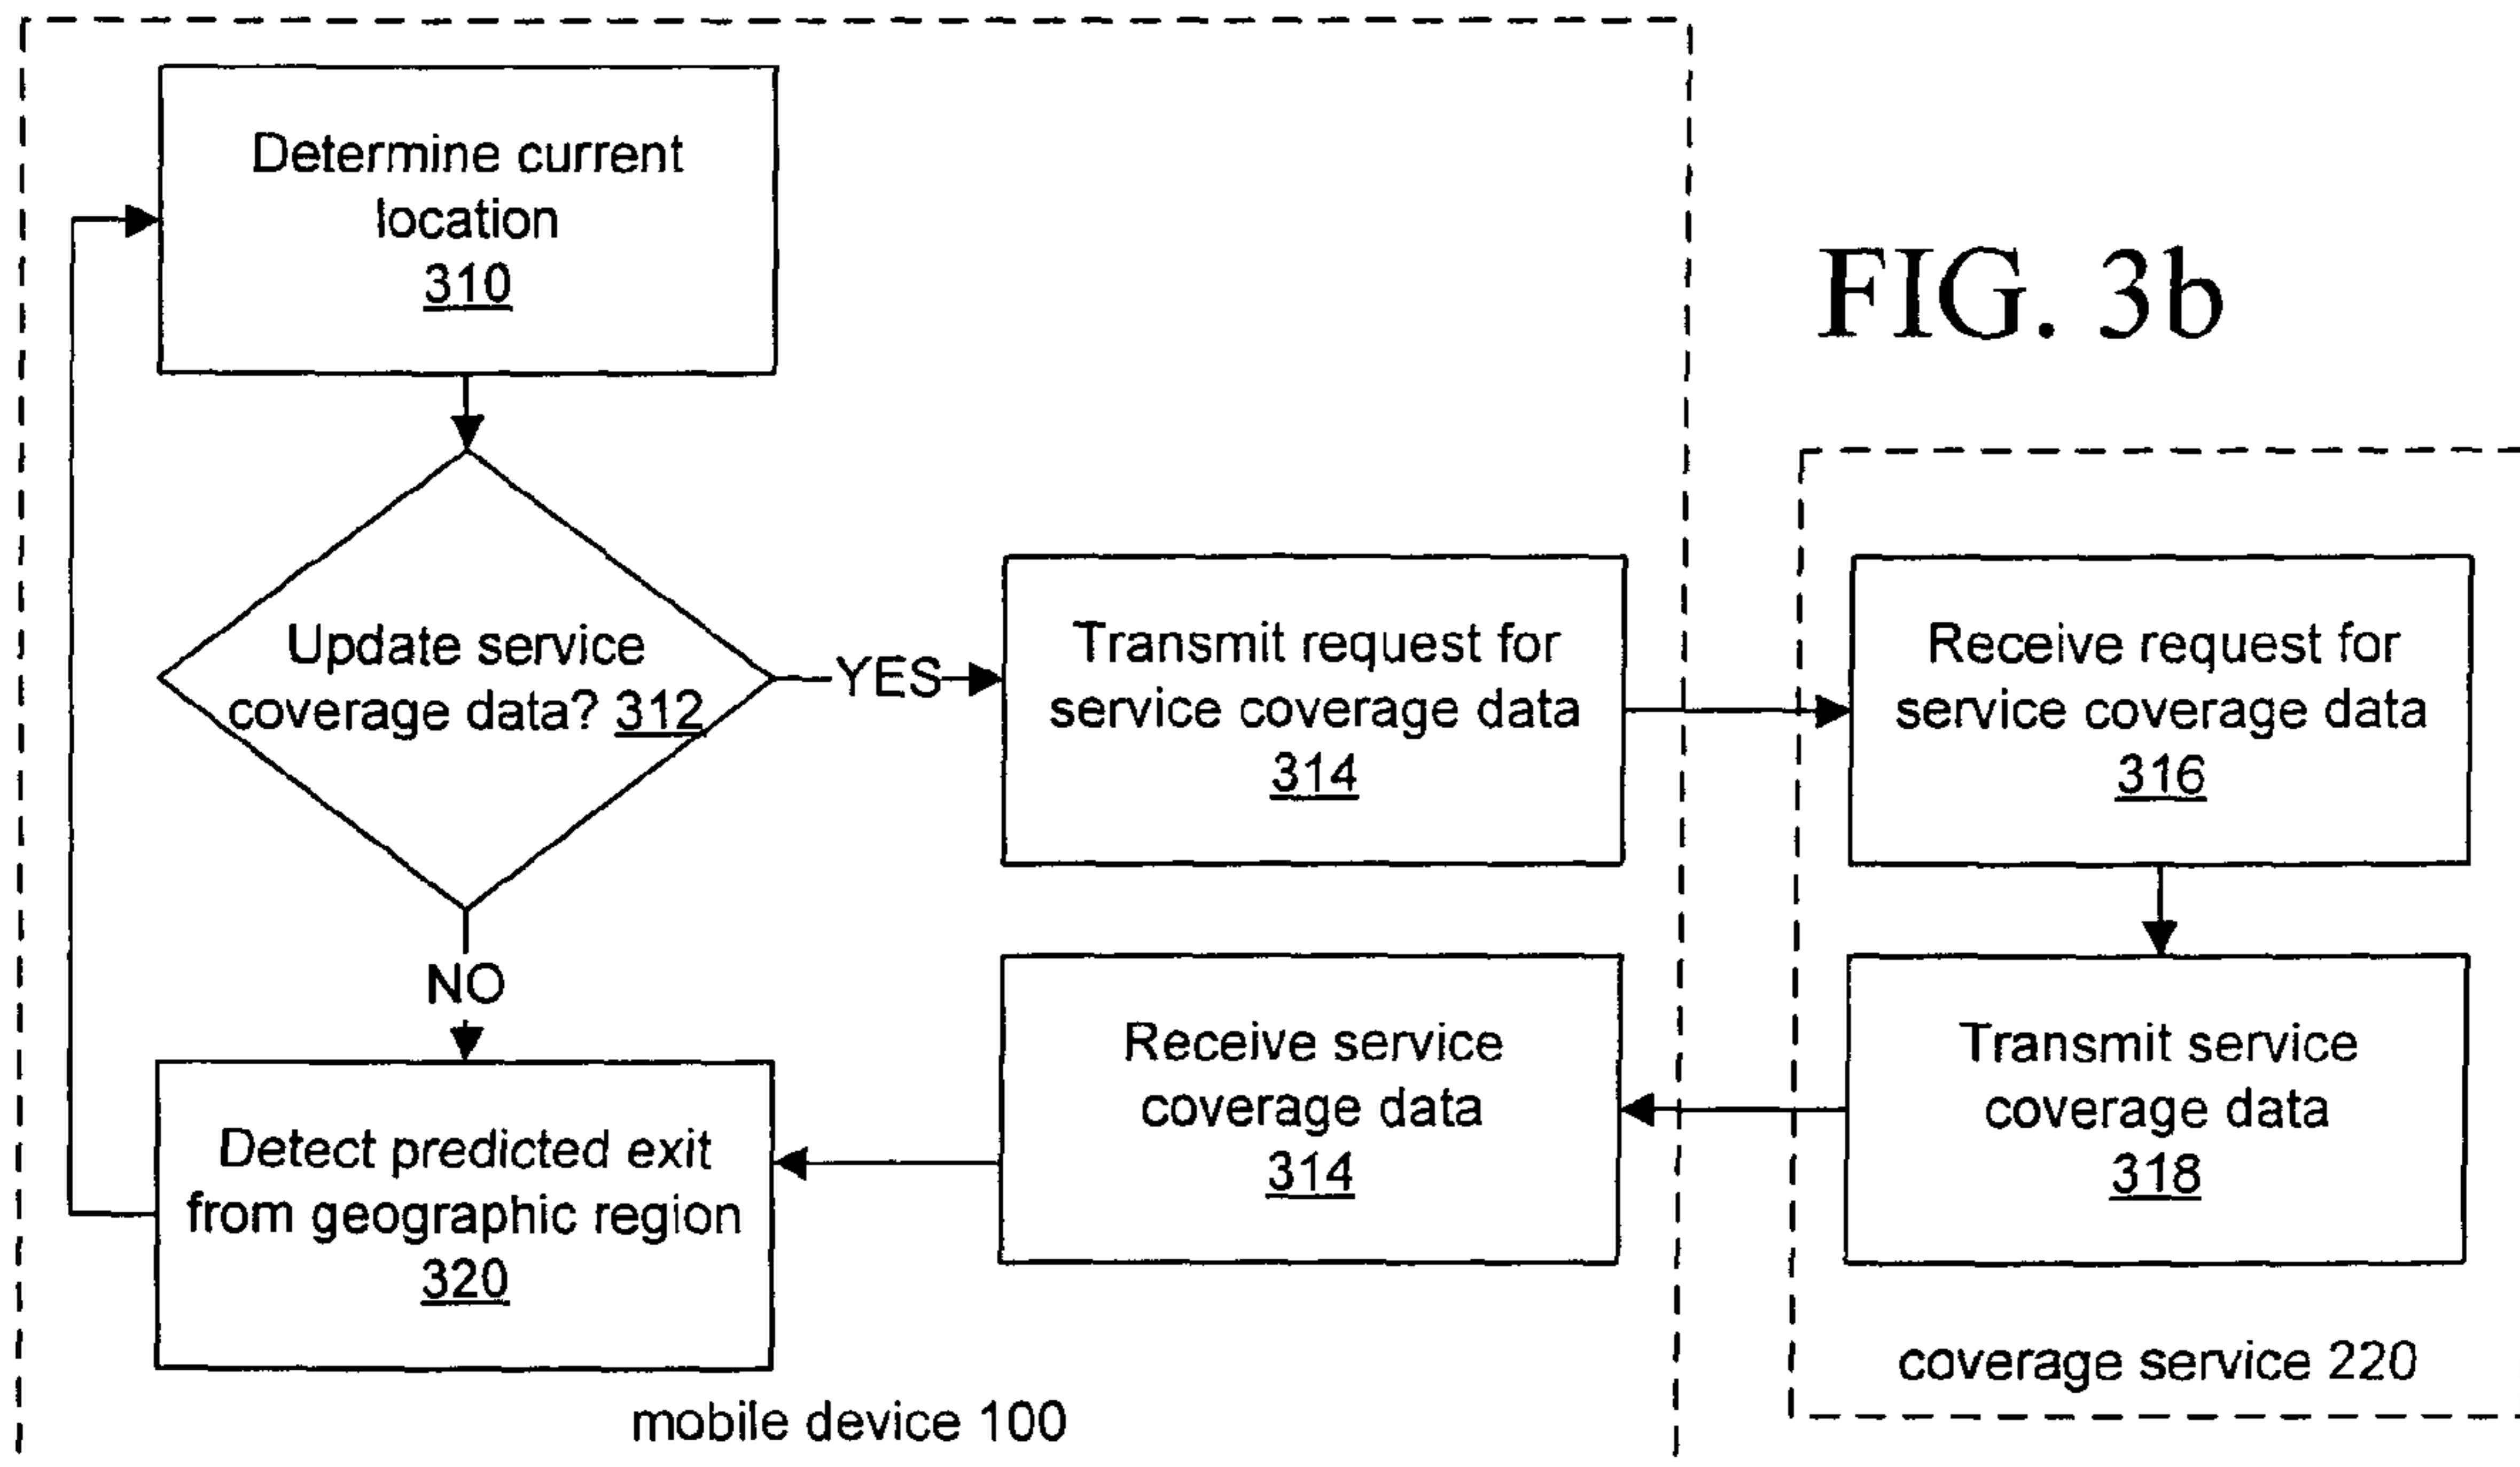 Determine current
location
310
FIG. 3b
Update service
coverage data? 312
YES
Transmit request for
service coverage data
314
Receive request for
service coverage data
316
NO
Detect predicted exit
from geographic region
320
Receive service
coverage data
314
Transmit service
coverage data
318
mobile device 100
coverage service 220